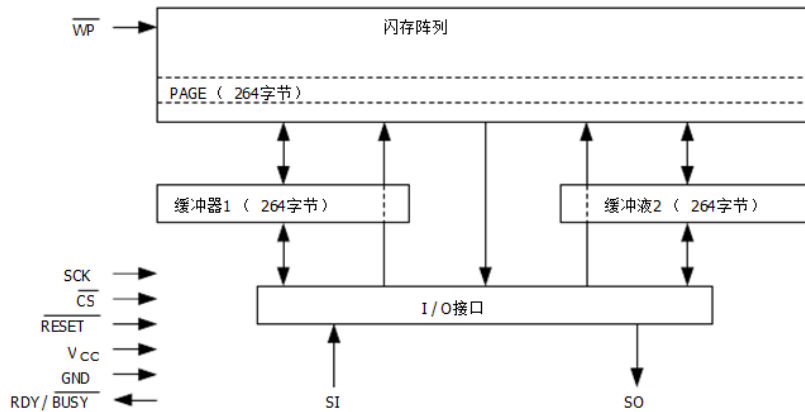 WP
闪存阵列
PAGE（ 264字节）
缓冲器1（ 264字节）
缓冲液2（ 264字节）
SCK
CS
RESET
VCC
GND
RDY/BUSY
I/O接口
SI
SO